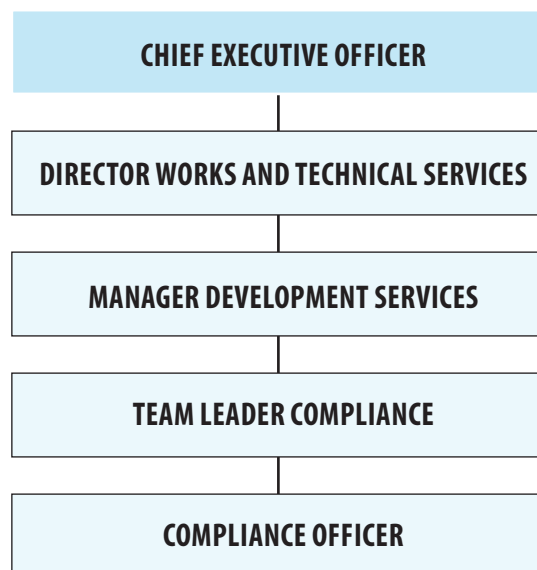 CHIEF EXECUTIVE OFFICER
DIRECTOR WORKS AND TECHNICAL SERVICES
MANAGER DEVELOPMENT SERVICES
TEAM LEADER COMPLIANCE
COMPLIANCE OFFICER